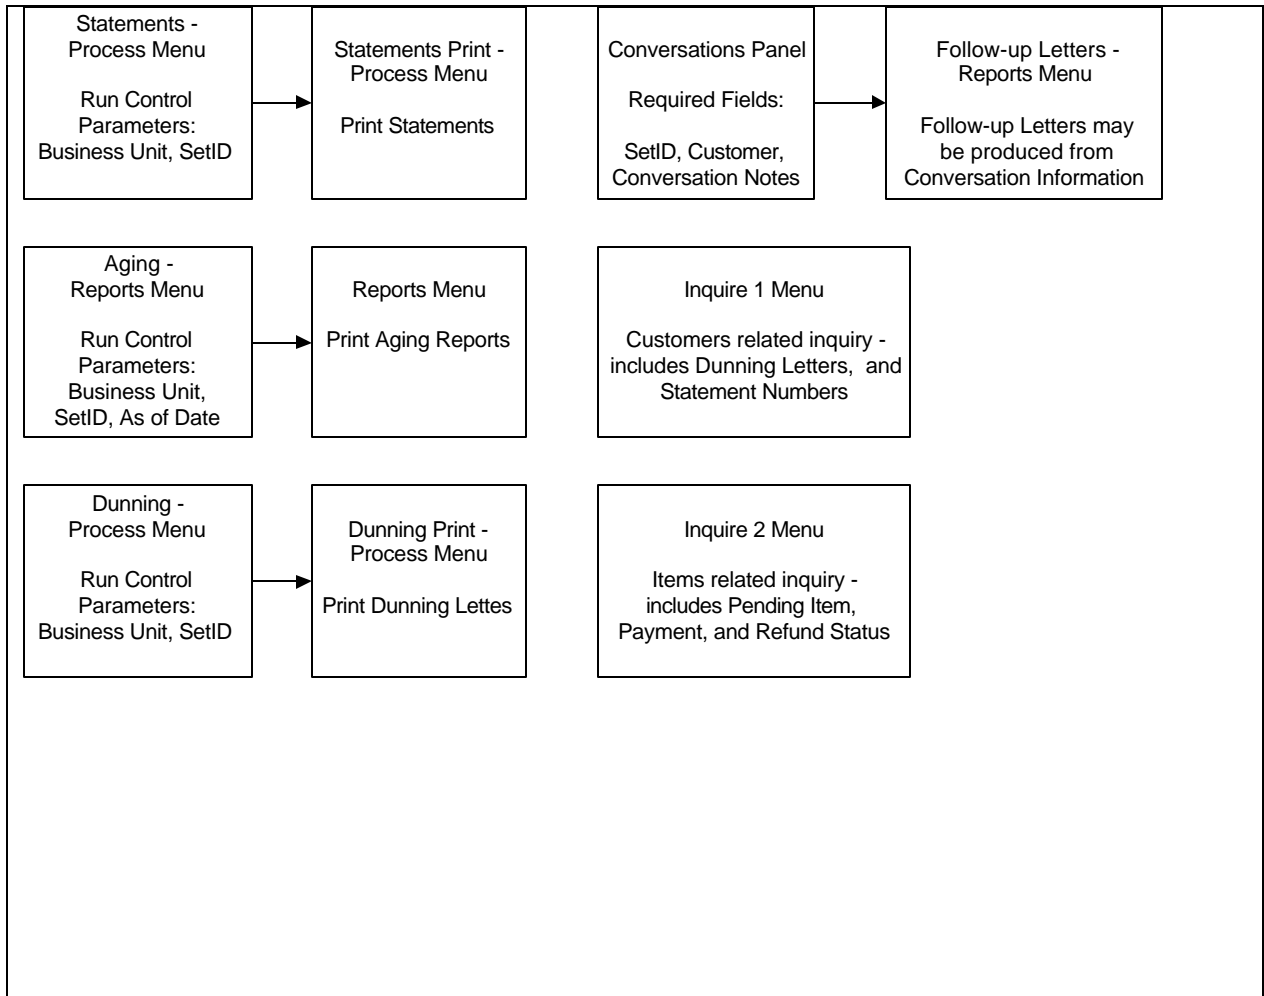 Statements -
Process Menu
Run Control
Parameters:
Business Unit, SetID
Statements Print -
Process Menu
Print Statements
Conversations Panel
Required Fields:
SetID, Customer,
Conversation Notes
Follow-up Letters -
Reports Menu
Follow-up Letters may
be produced from
Conversation Information
Aging -
Reports Menu
Run Control
Parameters:
Business Unit,
SetID, As of Date
Reports Menu
Print Aging Reports
Inquire 1 Menu
Customers related inquiry -
includes Dunning Letters, and
Statement Numbers
Dunning -
Process Menu
Run Control
Parameters:
Business Unit, SetID
Dunning Print -
Process Menu
Print Dunning Lettes
Inquire 2 Menu
Items related inquiry -
includes Pending Item,
Payment, and Refund Status